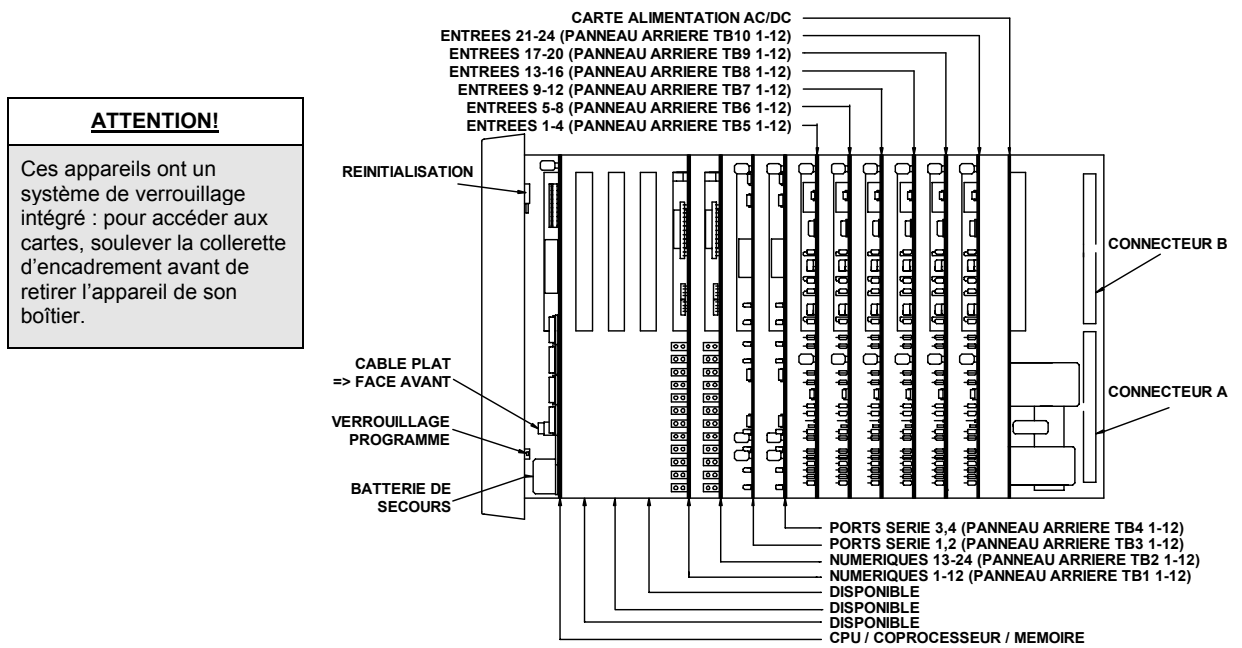 ATTENTION!
Ces appareils ont un
système de verrouillage
intégré : pour accéder aux
cartes, soulever la collerette
d'encadrement avant de
retirer l'appareil de son
boîtier.
CARTE ALIMENTATION AC/DC
ENTREES 21-24 (PANNEAU ARRIERE TB10 1-12)
ENTREES 17-20 (PANNEAU ARRIERE TB9 1-12)
ENTREES 13-16 (PANNEAU ARRIERE TB8 1-12)
ENTREES 9-12 (PANNEAU ARRIERE TB7 1-12)
ENTREES 5-8 (PANNEAU ARRIERE TB6 1-12)
ENTREES 1-4 (PANNEAU ARRIERE TB5 1-12)
REINITIALISATION
CABLE PLAT
=> FACE AVANT
VERROUILLAGE
PROGRAMME
BATTERIE DE
SECOURS
CONNECTEUR B
CONNECTEUR A
PORTS SERIE 3,4 (PANNEAU ARRIERE TB4 1-12)
PORTS SERIE 1,2 (PANNEAU ARRIERE TB3 1-12)
NUMERIQUES 13-24 (PANNEAU ARRIERE TB2 1-12)
NUMERIQUES 1-12 (PANNEAU ARRIERE TB1 1-12)
DISPONIBLE
DISPONIBLE
DISPONIBLE
CPU / COPROCESSEUR / MEMOIRE